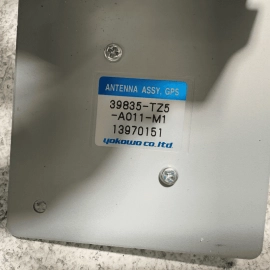 ANTENNA ASSY, GPS
39835-TZ5
-A011-M1
13970151
yokowo co.,ltd